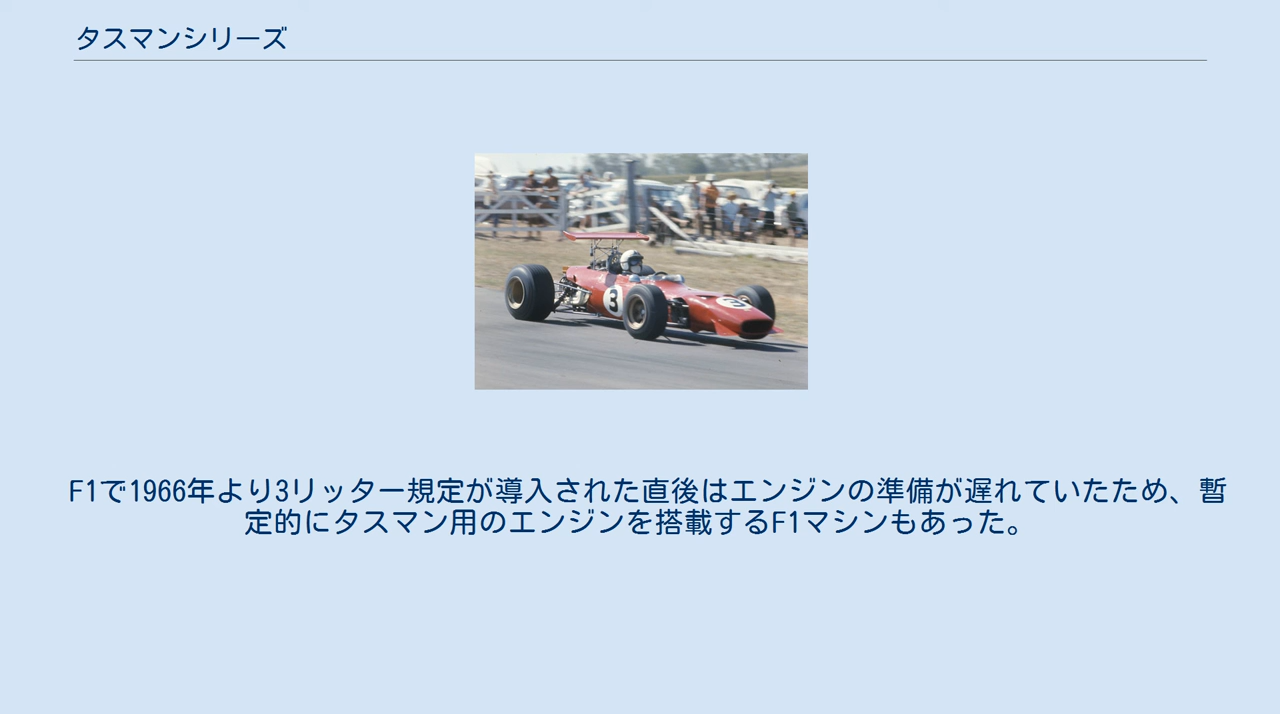 タスマンシリーズ
3
3
F1で1966年より3リッター規定が導入された直後はエンジンの準備が遅れていたため、暫
定的にタスマン用のエンジンを搭載するF1マシンもあった。